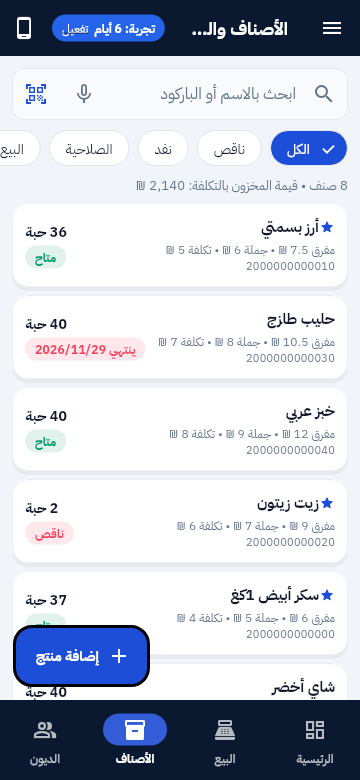 الأصناف وال...
تجربة: 6 أيام تفعيل
ابحث بالاسم أو الباركود
الكل
ناقص
نفد
الصلاحية
البيع
8 صنف • قيمة المخزون بالتكلفة: 2,140 ₪
أرز بسمتي
36 حبة
مفرق 7.5 ₪ • جملة 6 ₪ • تكلفة 5 ₪
متاح
2000000000010
حليب طازج
40 حبة
مفرق 10.5 ₪ • جملة 8 ₪ • تكلفة 7 ₪
ينتهي 2026/11/29
2000000000030
خبز عربي
40 حبة
مفرق 12 ₪ • جملة 9 ₪ • تكلفة 8 ₪
متاح
2000000000040
زيت زيتون
2 حبة
مفرق 9 ₪ • جملة 7 ₪ • تكلفة 6 ₪
ناقص
2000000000020
سكر أبيض 1كغ
37 حبة
مفرق 6 ₪ • جملة 5 ₪ • تكلفة 4 ₪
2000000000000
إضافة منتج
شاي أخضر
40 حبة
الرئيسية
البيع
الأصناف
الديون